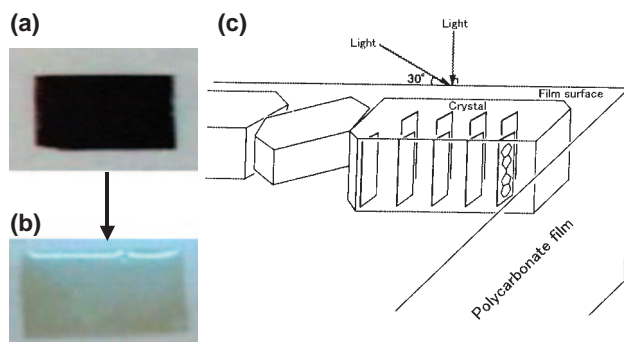 (a)
(b)
(c)
Light
Light
30°
Film surface
Crystal
Polycarbonate film